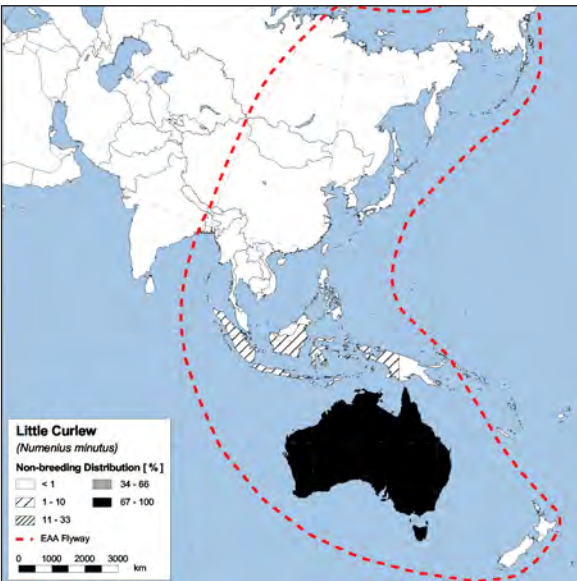 Little Curlew
(Numenius minutus)
Non-breeding Distribution [ % ]
< 1
34 - 66
1 - 10
67 - 100
11 - 33
EAA Flyway
0 1000 2000 3000
km